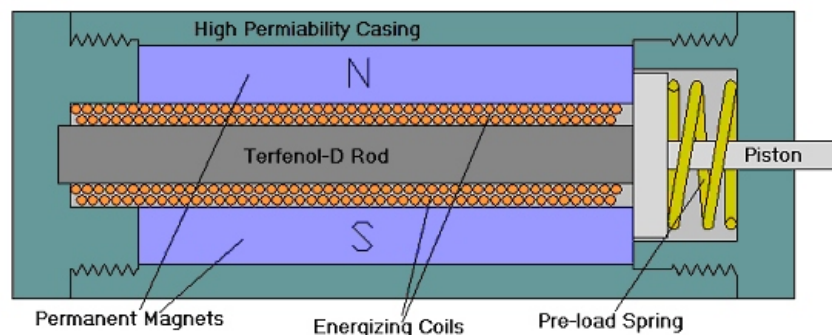 High Permiability Casing
N
Terfenol-D Rod
Piston
S
Permanent Magnets
Energizing Coils
Pre-load Spring